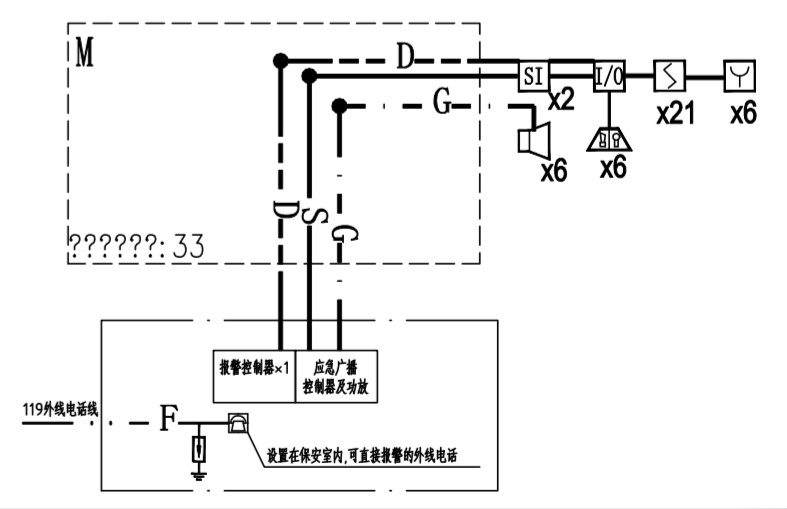 M
D
SI
I/O
x2
x21
x6
G
x6
x6
D
S
G
??????: 33
报警控制器×1
应急广播
控制器及功放
119外线电话线
F
设置在保安室内,可直接报警的外线电话